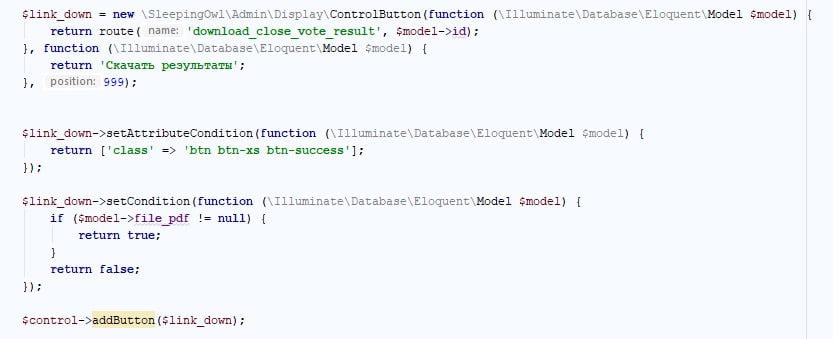 $link_down = new \SleepingOwl\Admin\Display\ControlButton(function (\Illuminate\Database\Eloquent\Model $model) {
    return route( name: 'download_close_vote_result', $model->id);
}, function (\Illuminate\Database\Eloquent\Model $model) {
    return 'Скачать результаты';
}, position: 999);
$link_down->setAttributeCondition(function (\Illuminate\Database\Eloquent\Model $model) {
    return ['class' => 'btn btn-xs btn-success'];
});
$link_down->setCondition(function (\Illuminate\Database\Eloquent\Model $model) {
    if ($model->file_pdf != null) {
        return true;
    }
    return false;
});
$control->addButton($link_down);